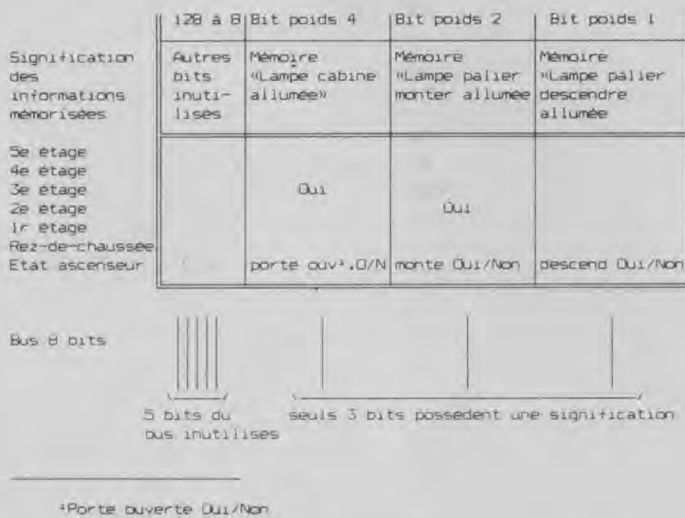 128 à 8 Bit poids 4 Bit poids 2 Bit poids 1
Signification Autres Mémoire Mémoire Mémoire
des bits «Lampe cabine «Lampe palier «Lampe palier
informations inuti- allumée» monter allumée descendre
mémorisées lisés allumée
5e étage
4e étage
3e étage Oui
2e étage Oui
1r étage
Rez-de-chaussée
Etat ascenseur porte ouv¹.O/N monte Oui/Non descend Oui/Non
Bus 8 bits
5 bits du seuls 3 bits possèdent une signification
bus inutilisés
¹Porte ouverte Oui/Non